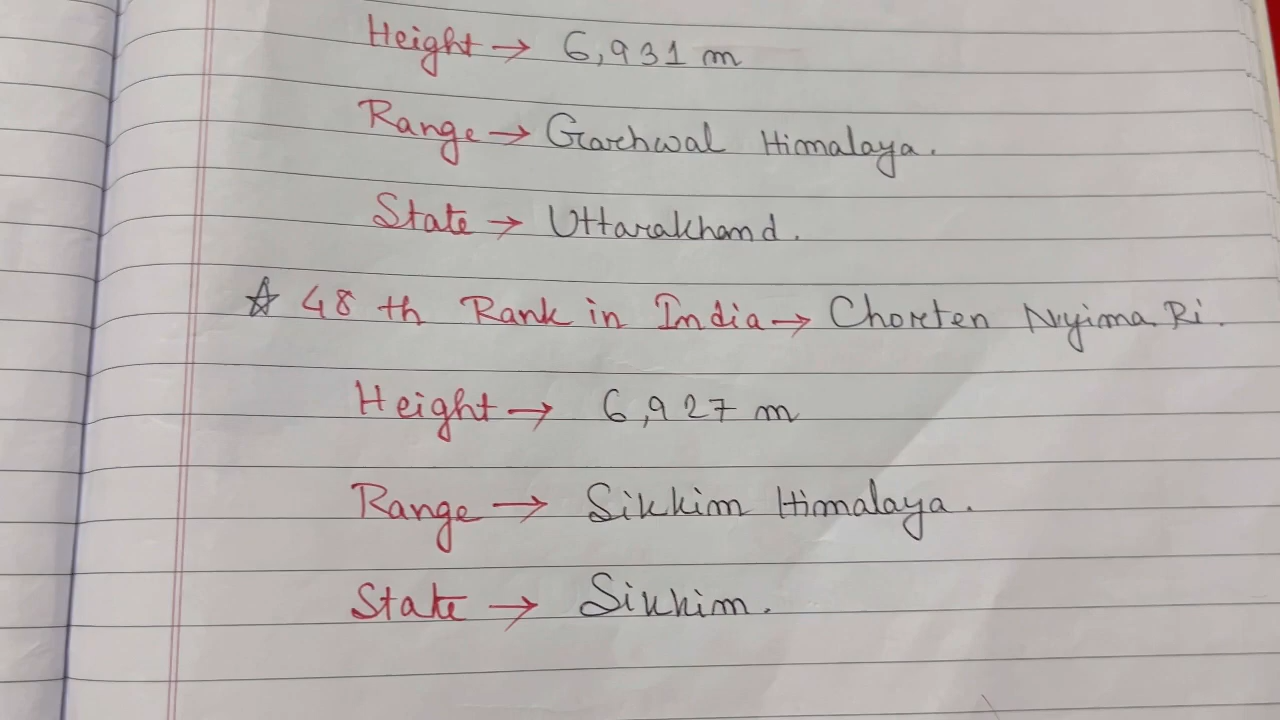 Height → 6,931 m
Range → Garhwal Himalaya.
State → Uttarakhand.
☆ 48 th Rank in India → Chorten Nyima Ri.
Height → 6,927 m
Range → Sikkim Himalaya.
State → Sikkim.